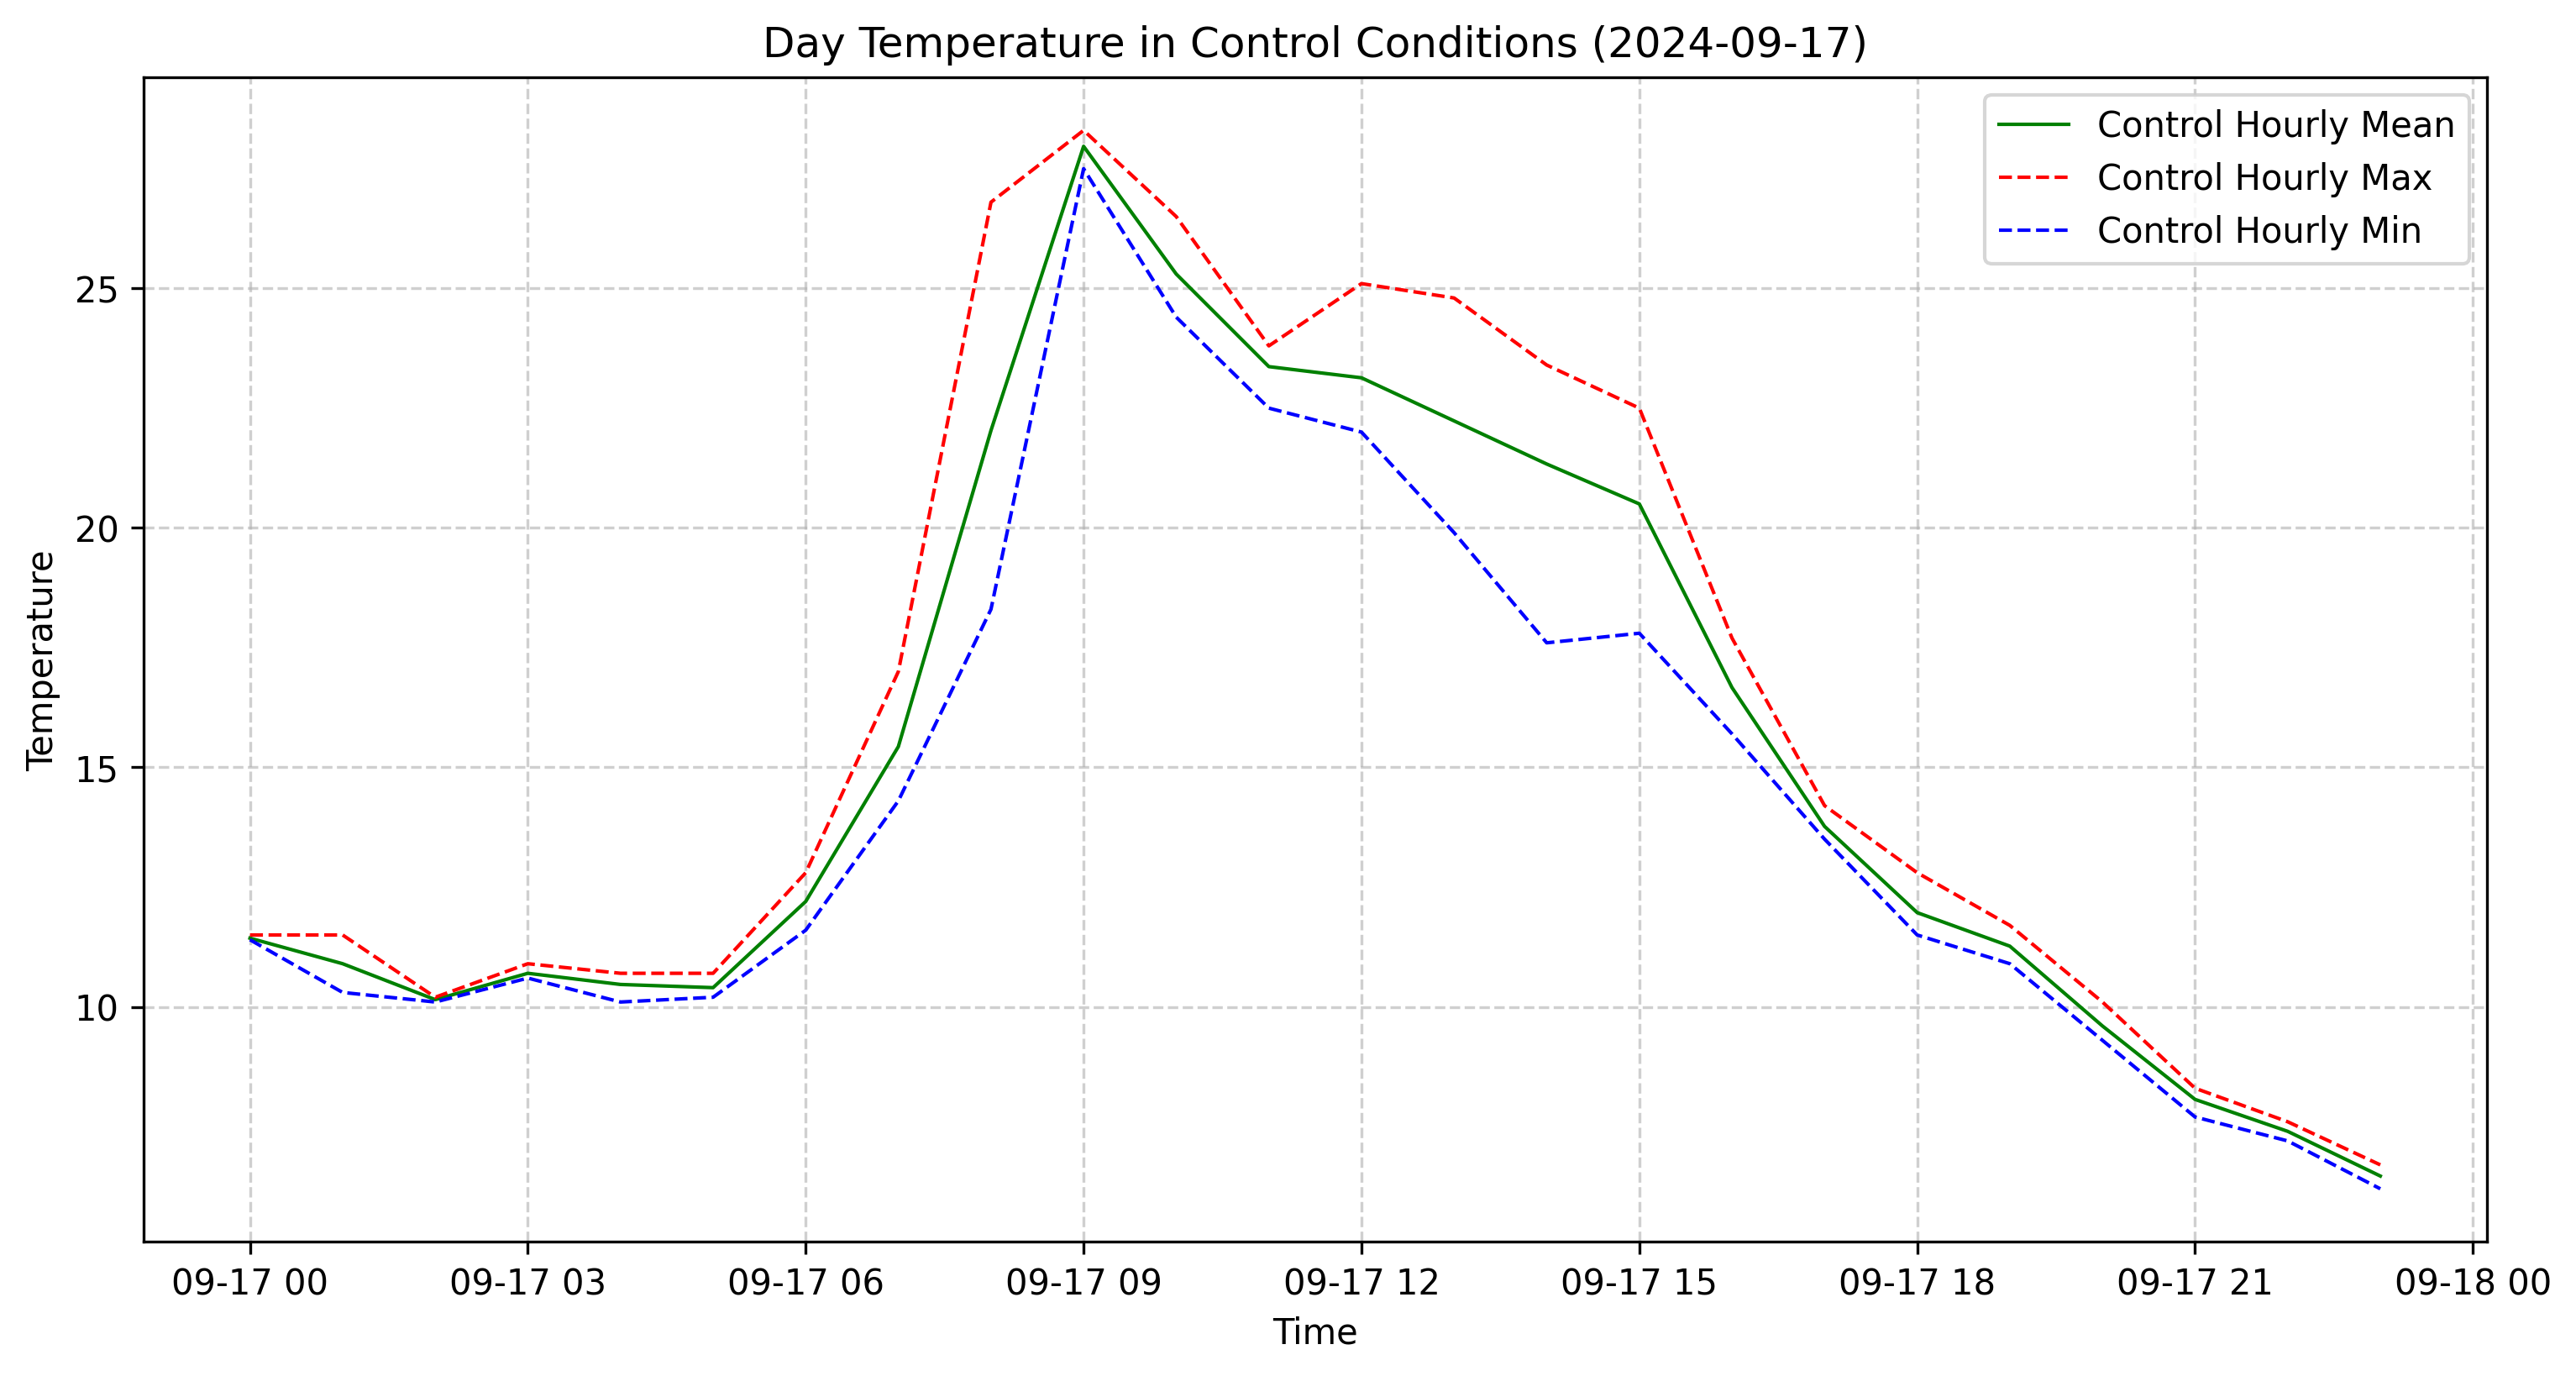 Day Temperature in Control Conditions (2024-09-17)
Control Hourly Mean
Control Hourly Max
Control Hourly Min
Temperature
25
20
15
10
09-17 00
09-17 03
09-17 06
09-17 09
09-17 12
09-17 15
09-17 18
09-17 21
09-18 00
Time